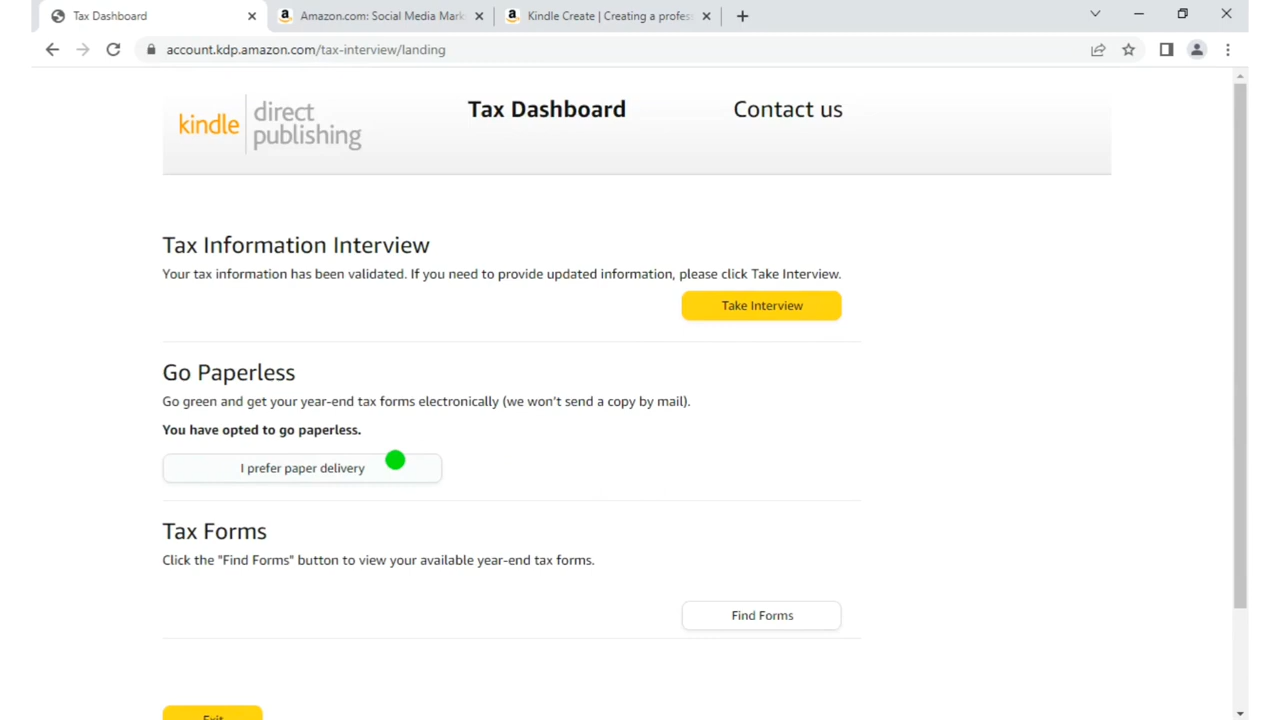 Tax Dashboard
Amazon.com: Social Media Mark
Kindle Create | Creating a profes
account.kdp.amazon.com/tax-interview/landing
kindle direct publishing
Tax Dashboard
Contact us
Tax Information Interview
Your tax information has been validated. If you need to provide updated information, please click Take Interview.
Take Interview
Go Paperless
Go green and get your year-end tax forms electronically (we won't send a copy by mail).
You have opted to go paperless.
I prefer paper delivery
Tax Forms
Click the "Find Forms" button to view your available year-end tax forms.
Find Forms
Exit